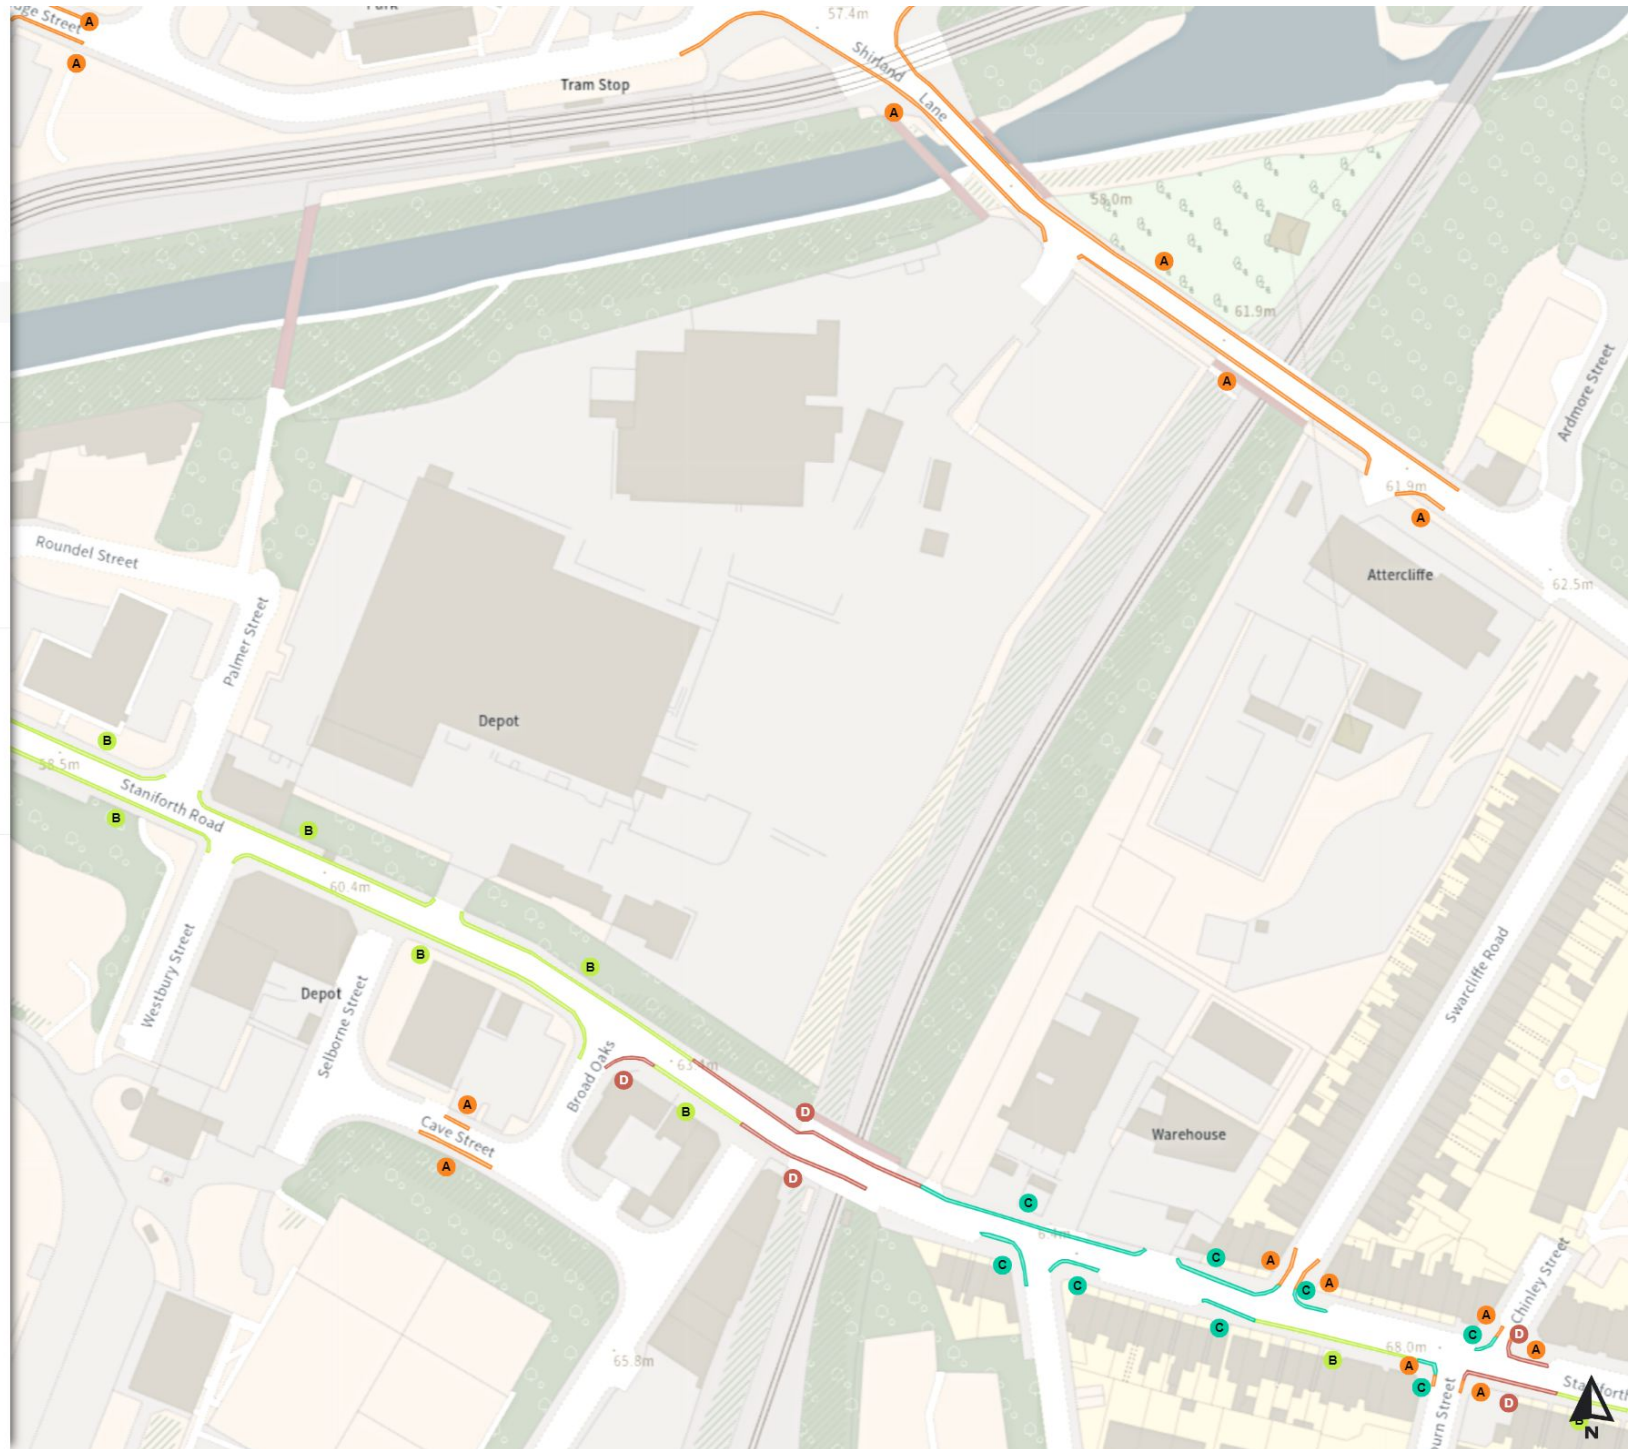 A
A
57.4m
Shirland
Lane
Tram Stop
A
58.0m
A
61.9m
A
Ardmore Street
61.9m
A
Roundel Street
Attercliffe
62.5m
Palmer Street
Depot
B
58.5m
Staniforth Road
B
B
60.4m
B
B
Westbury Street
Depot
Selborne Street
Swarcliffe Road
Broad Oaks
D
B
D
A
Cave Street
A
D
Warehouse
C
C
C
C
A
A
C
C
B
65.8m
68.0m
Chinley Street
A
C
D
A
A
C
A
D
B
N